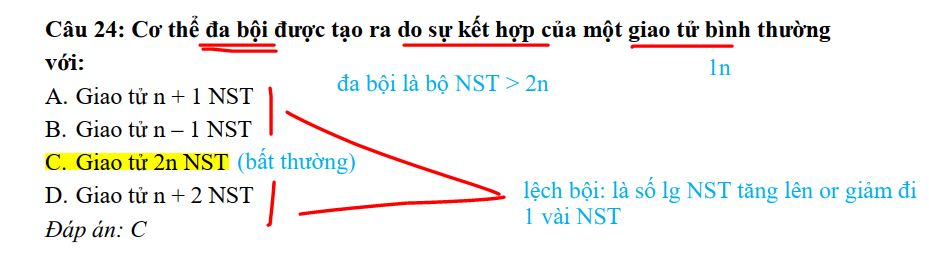 Câu 24: Cơ thể đa bội được tạo ra do sự kết hợp của một giao tử bình thường
với:
1n
đa bội là bộ NST > 2n
A. Giao tử n + 1 NST
B. Giao tử n – 1 NST
C. Giao tử 2n NST (bất thường)
D. Giao tử n + 2 NST
lệch bội: là số lg NST tăng lên or giảm đi
1 vài NST
Đáp án: C